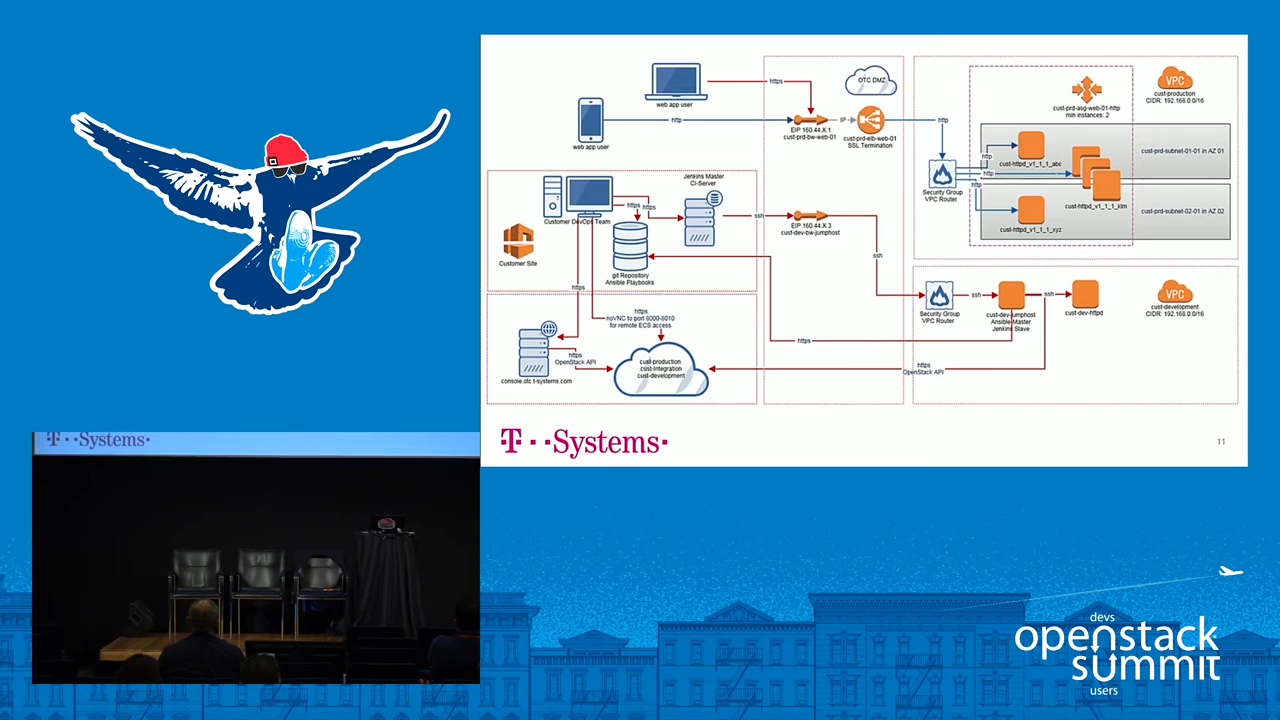 web app user
https
OTC DMZ
VPC
cust-production
CIDR: 192.168.0.0/16
cust-prd-asg-web-01-http
min instances: 2
web app user
http
EIP 160.44.X.1
cust-prd-bw-web-01
IP
cust-prd-elb-web-01
SSL Termination
http
http
http
http
cust-httpd_v1_1_1_abc
cust-prd-subnet-01-01 in AZ 01
Security Group
VPC Router
cust-httpd_v1_1_1_klm
cust-httpd_v1_1_1_xyz
cust-prd-subnet-02-01 in AZ 02
Jenkins Master
CI-Server
https
https
Customer DevOps Team
ssh
EIP 160.44.X.3
cust-dev-bw-jumphost
Customer Site
git Repository
Ansible Playbooks
ssh
https
https
noVNC to port 8000-8010
for remote ECS access
Security Group
VPC Router
ssh
cust-dev-jumphost
Ansible Master
Jenkins Slave
ssh
cust-dev-httpd
VPC
cust-development
CIDR: 192.168.0.0/16
https
https
OpenStack API
console.otc.t-systems.com
cust-production
cust-Integration
cust-development
https
OpenStack API
T · · Systems ·
11
T · · Systems ·
devs
openstack
summit
users